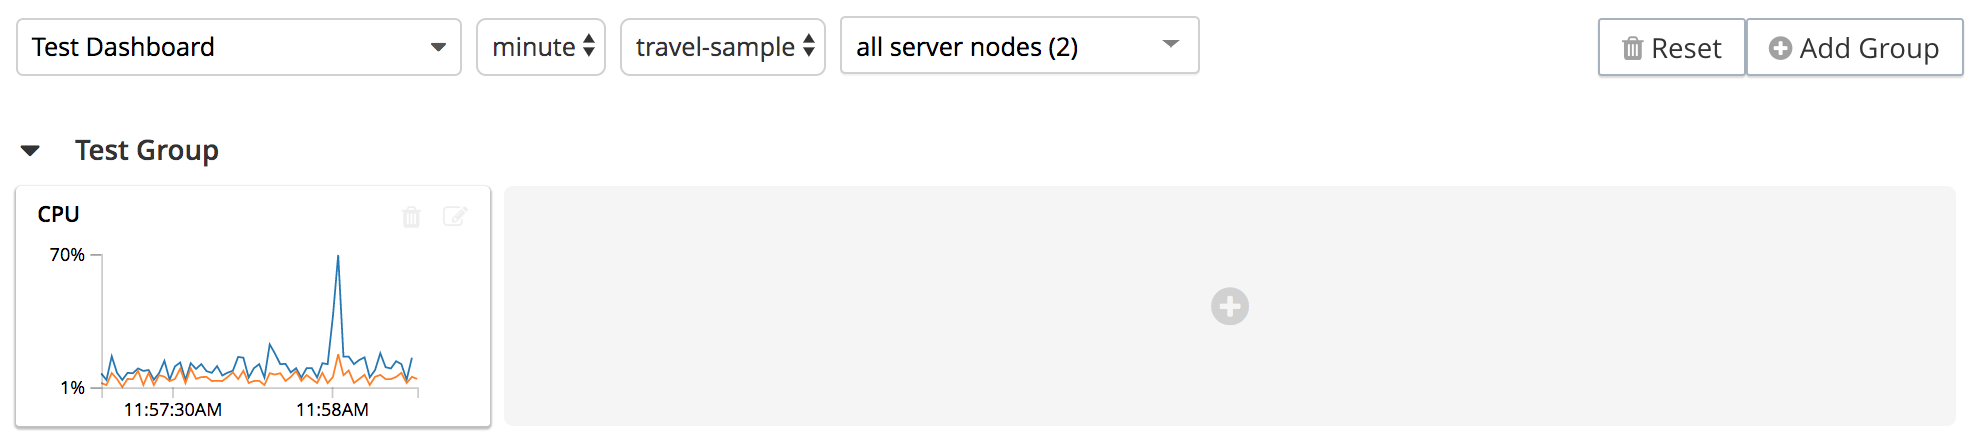 Test Dashboard minute travel-sample all server nodes (2) Reset Add Group
Test Group
CPU
70%
1%
11:57:30AM 11:58AM